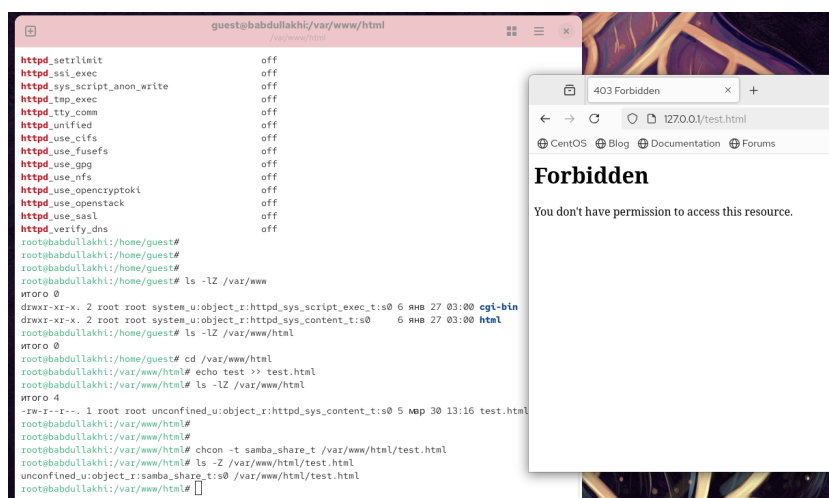 guest@babdullakhi:/var/www/html
/var/www/html
httpd_setrlimit off
httpd_ssi_exec off
httpd_sys_script_anon_write off
httpd_tmp_exec off
httpd_tty_comm off
httpd_unified off
httpd_use_cifs off
httpd_use_fusefs off
httpd_use_gpg off
httpd_use_nfs off
httpd_use_opencryptoki off
httpd_use_openstack off
httpd_use_sasl off
httpd_verify_dns off
root@babdullakhi:/home/guest#
root@babdullakhi:/home/guest#
root@babdullakhi:/home/guest#
root@babdullakhi:/home/guest# ls -lZ /var/www
итого 0
drwxr-xr-x. 2 root root system_u:object_r:httpd_sys_script_exec_t:s0 6 янв 27 03:00 cgi-bin
drwxr-xr-x. 2 root root system_u:object_r:httpd_sys_content_t:s0 6 янв 27 03:00 html
root@babdullakhi:/home/guest# ls -lZ /var/www/html
итого 0
root@babdullakhi:/home/guest# cd /var/www/html
root@babdullakhi:/var/www/html# echo test >> test.html
root@babdullakhi:/var/www/html# ls -lZ /var/www/html
итого 4
-rw-r--r--. 1 root root unconfined_u:object_r:httpd_sys_content_t:s0 5 мар 30 13:16 test.html
root@babdullakhi:/var/www/html#
root@babdullakhi:/var/www/html#
root@babdullakhi:/var/www/html# chcon -t samba_share_t /var/www/html/test.html
root@babdullakhi:/var/www/html# ls -Z /var/www/html/test.html
unconfined_u:object_r:samba_share_t:s0 /var/www/html/test.html
root@babdullakhi:/var/www/html#
403 Forbidden
127.0.0.1/test.html
CentOS Blog Documentation Forums
Forbidden
You don't have permission to access this resource.